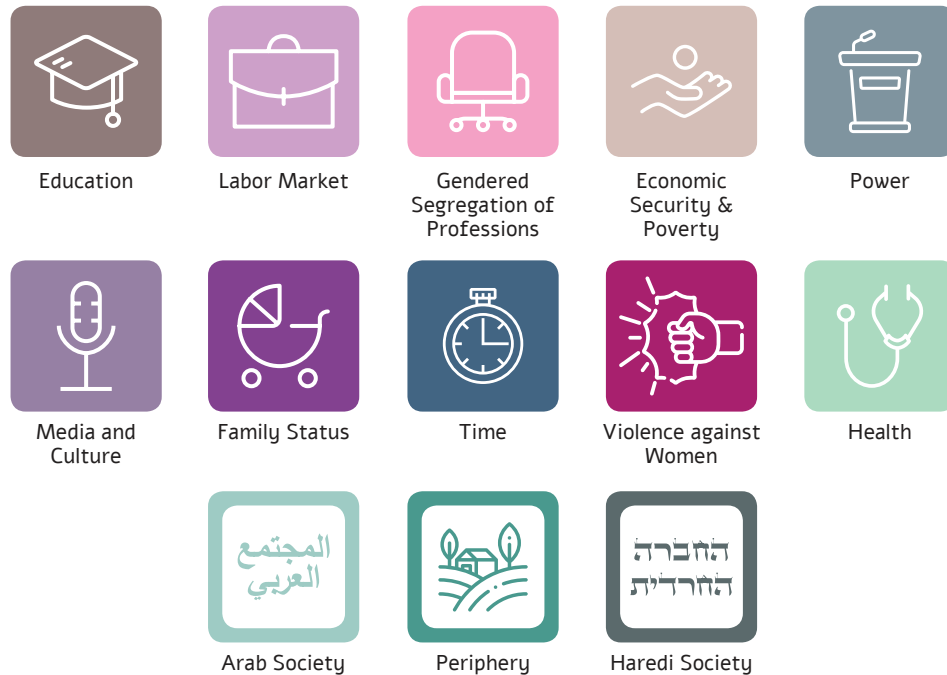 Education
Labor Market
Gendered
Segregation of
Professions
Economic
Security &
Poverty
Power
Media and
Culture
Family Status
Time
Violence against
Women
Health
المجتمع
العربي
החברה
החרדית
Arab Society
Periphery
Haredi Society